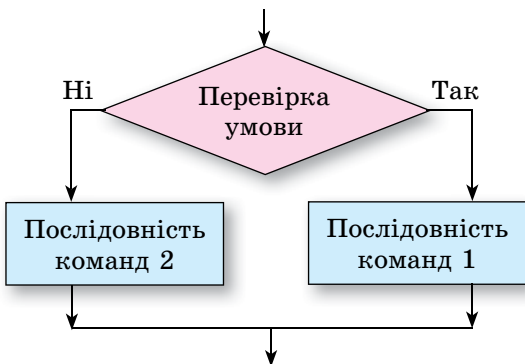 Ні
Так
Перевірка
умови
Послідовність
команд 2
Послідовність
команд 1